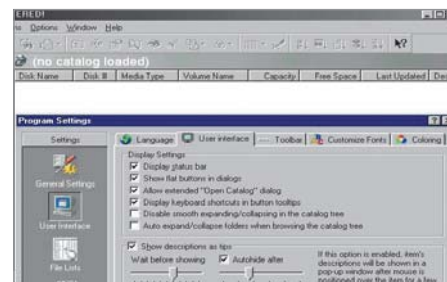 Options Window Help
(no catalog loaded)
Disk Name Disk # Media Type Volume Name Capacity Free Space Last Updated
Program Settings
Settings Language User interface Toolbar Customize Fonts Coloring
Display Settings
Display status bar
General Settings
Show flat buttons in dialogs
Allow extended "Open Catalog" dialog
Display keyboard shortcuts in button tooltips
Disable smooth expanding/collapsing in the catalog tree
User Interface
Auto expand/collapse folders when browsing the catalog tree
Show descriptions as tips
File Lists
Wait before showing Autohide after
If this option is enabled, item's
descriptions will be shown in a
pop-up window after mouse is
positioned over the item for a few